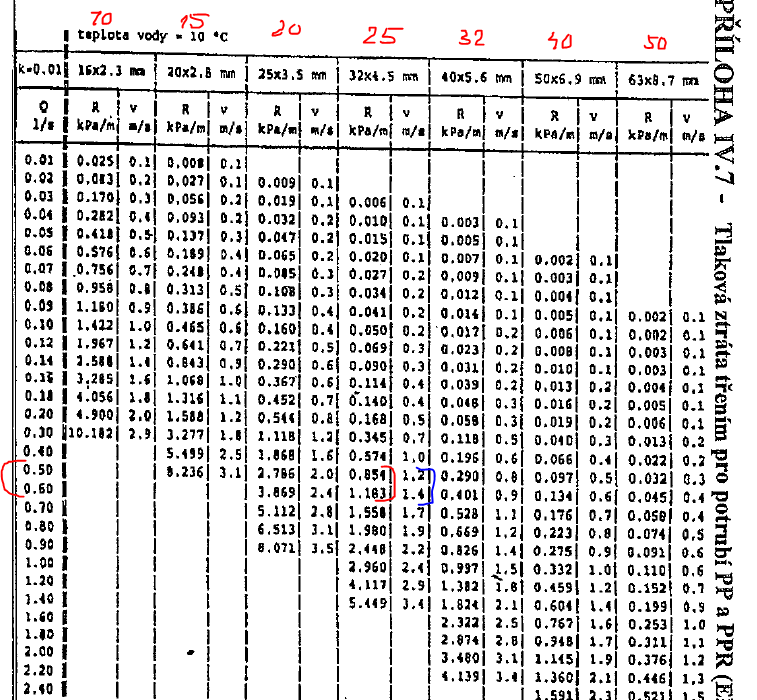 70 15 20 25 32 40 50
teplota vody = 10 °C
k=0.01 16x2.3 mm 20x2.8 mm 25x3.5 mm 32x4.5 mm 40x5.6 mm 50x6.9 mm 63x8.7 mm
Q R v R v R v R v R v R v R v
l/s kPa/m m/s kPa/m m/s kPa/m m/s kPa/m m/s kPa/m m/s kPa/m m/s kPa/m m/s
0.01 0.025 0.1 0.008 0.1
0.02 0.083 0.2 0.027 0.1 0.009 0.1
0.03 0.170 0.3 0.056 0.2 0.019 0.1 0.006 0.1
0.04 0.282 0.4 0.093 0.2 0.032 0.2 0.010 0.1 0.003 0.1
0.05 0.418 0.5 0.137 0.3 0.047 0.2 0.015 0.1 0.005 0.1
0.06 0.576 0.6 0.189 0.4 0.065 0.2 0.020 0.1 0.007 0.1 0.002 0.1
0.07 0.756 0.7 0.248 0.4 0.085 0.3 0.027 0.2 0.009 0.1 0.003 0.1
0.08 0.958 0.8 0.313 0.5 0.108 0.3 0.034 0.2 0.012 0.1 0.004 0.1
0.09 1.180 0.9 0.386 0.6 0.133 0.4 0.041 0.2 0.014 0.1 0.005 0.1 0.002 0.1
0.10 1.422 1.0 0.465 0.6 0.160 0.4 0.050 0.2 0.017 0.2 0.006 0.1 0.002 0.1
0.12 1.967 1.2 0.641 0.7 0.221 0.5 0.069 0.3 0.023 0.2 0.008 0.1 0.003 0.1
0.14 2.588 1.4 0.843 0.9 0.290 0.6 0.090 0.3 0.031 0.2 0.010 0.1 0.003 0.1
0.16 3.285 1.6 1.068 1.0 0.367 0.6 0.114 0.4 0.039 0.2 0.013 0.2 0.004 0.1
0.18 4.056 1.8 1.316 1.1 0.452 0.7 0.140 0.4 0.048 0.3 0.016 0.2 0.005 0.1
0.20 4.900 2.0 1.588 1.2 0.544 0.8 0.168 0.5 0.058 0.3 0.019 0.2 0.006 0.1
0.30 10.182 2.9 3.277 1.8 1.118 1.2 0.345 0.7 0.118 0.5 0.040 0.3 0.013 0.2
0.40 5.499 2.5 1.868 1.6 0.574 1.0 0.196 0.6 0.066 0.4 0.022 0.2
0.50 8.236 3.1 2.786 2.0 0.854 1.2 0.290 0.8 0.097 0.5 0.032 0.3
0.60 3.869 2.4 1.183 1.4 0.401 0.9 0.134 0.6 0.045 0.4
0.70 5.112 2.8 1.558 1.7 0.528 1.1 0.176 0.7 0.058 0.4
0.80 6.513 3.1 1.980 1.9 0.669 1.2 0.223 0.8 0.074 0.5
0.90 8.071 3.5 2.448 2.2 0.826 1.4 0.275 0.9 0.091 0.6
1.00 2.960 2.4 0.997 1.5 0.332 1.0 0.110 0.6
1.20 4.117 2.9 1.382 1.8 0.459 1.2 0.152 0.7
1.40 5.449 3.4 1.824 2.1 0.604 1.4 0.199 0.9
1.60 2.322 2.5 0.767 1.6 0.253 1.0
1.80 2.874 2.8 0.948 1.7 0.311 1.1
2.00 3.480 3.1 1.145 1.9 0.376 1.2
2.20 4.139 3.4 1.360 2.1 0.446 1.3
2.40 1.591 2.3 0.521 1.5
PŘÍLOHA IV.7 - Tlaková ztráta třením pro potrubí PP a PPR